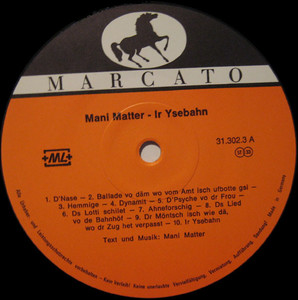 MARCATO
Mani Matter - Ir Ysebahn
31.302.3 A
ML
1. D'Nase – 2. Ballade vo däm wo vom Amt isch ufbotte gsi –
3. Hemmige – 4. Dynamit – 5. D'Psyche vo dr Frou –
6. Ds Lotti schilet – 7. Ahneforschig – 8. Ds Lied
vo de Bahnhöf – 9. Dr Möntsch isch wie dä,
wo dr Zug het verpasst – 10. Ir Ysebahn
Text und Musik: Mani Matter